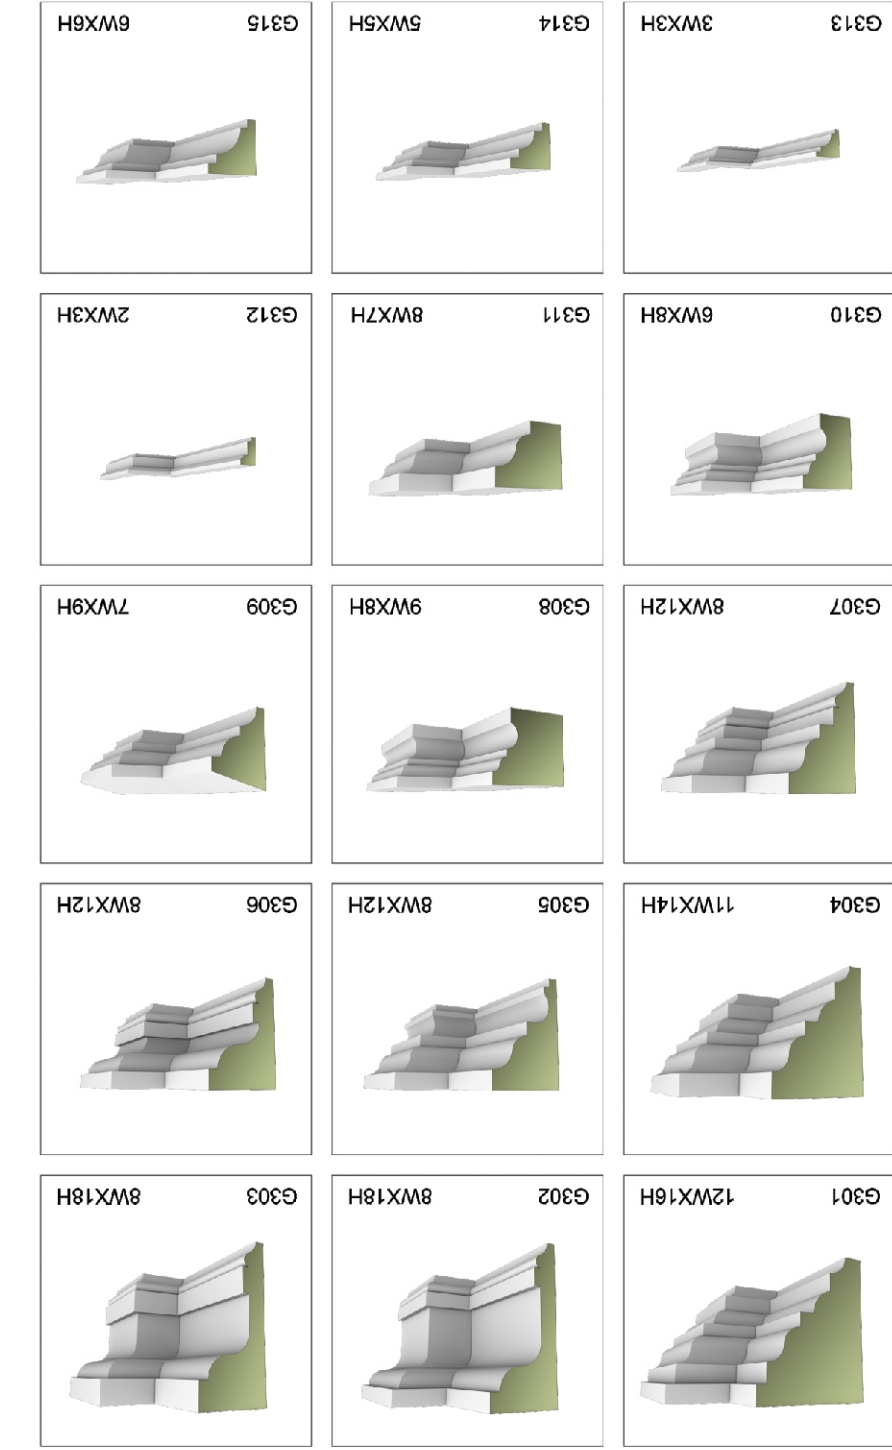 G301 12WX16H
G302 8WX18H
G303 8WX18H
G304 11WX14H
G305 8WX12H
G306 8WX12H
G307 8WX12H
G308 9WX8H
G309 7WX9H
G310 6WX8H
G311 8WX7H
G312 2WX3H
G313 3WX3H
G314 5WX5H
G315 6WX6H